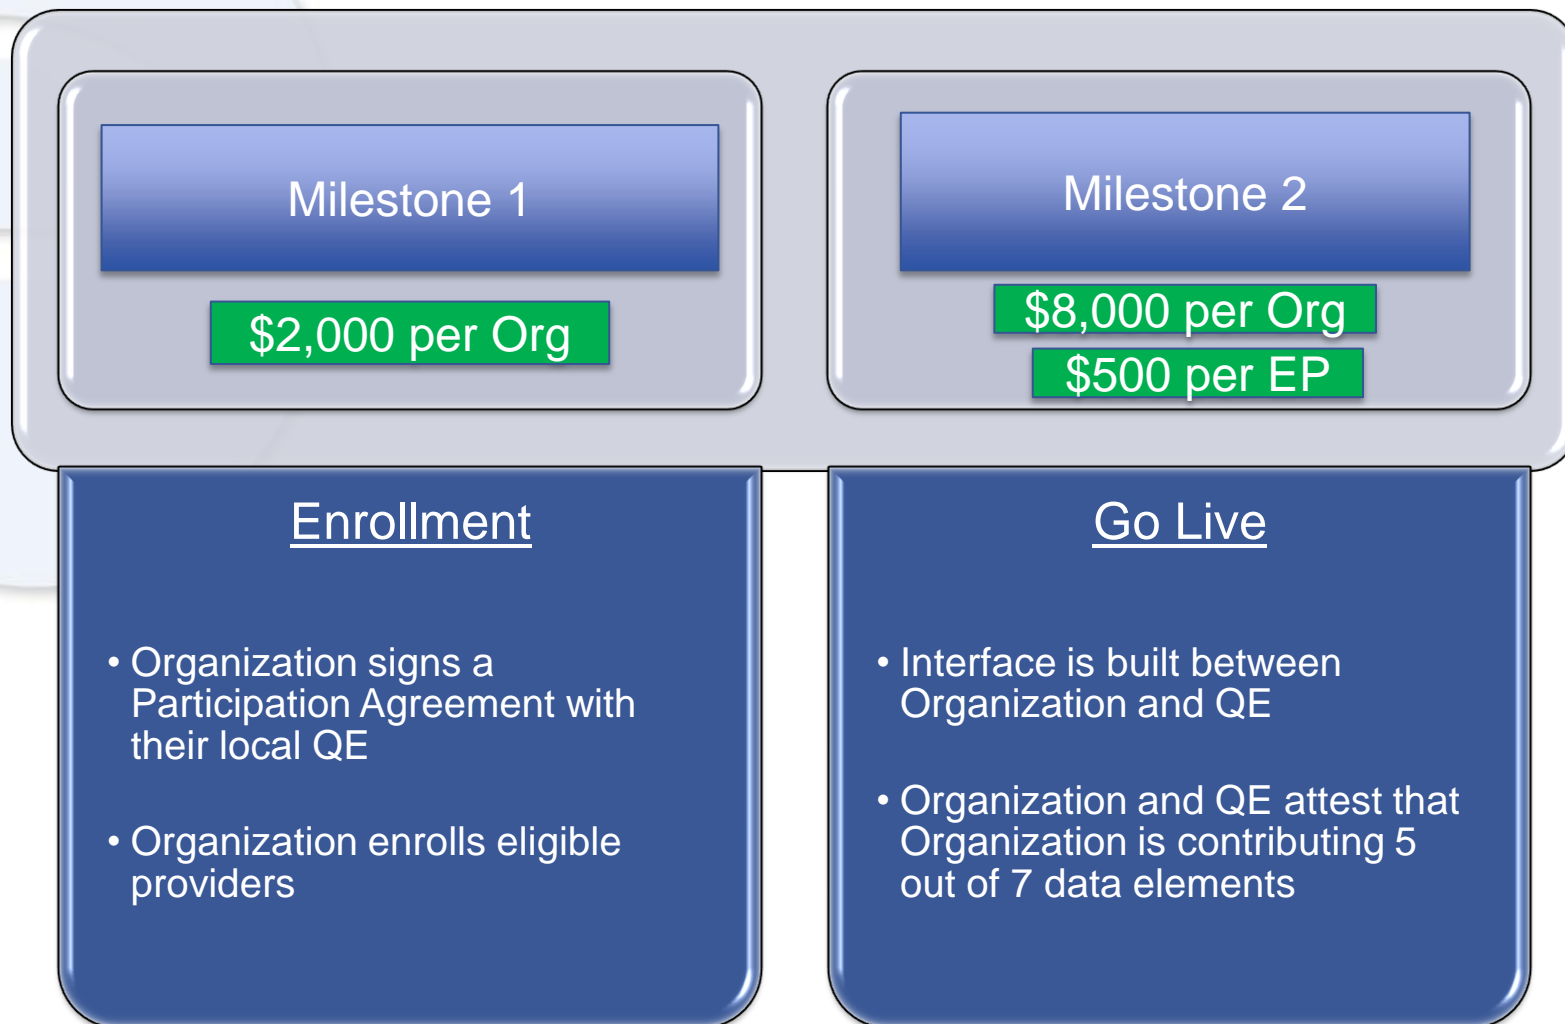 Milestone 1
$2,000 per Org
Milestone 2
$8,000 per Org
$500 per EP
Enrollment
• Organization signs a
Participation Agreement with
their local QE
• Organization enrolls eligible
providers
Go Live
• Interface is built between
Organization and QE
• Organization and QE attest that
Organization is contributing 5
out of 7 data elements